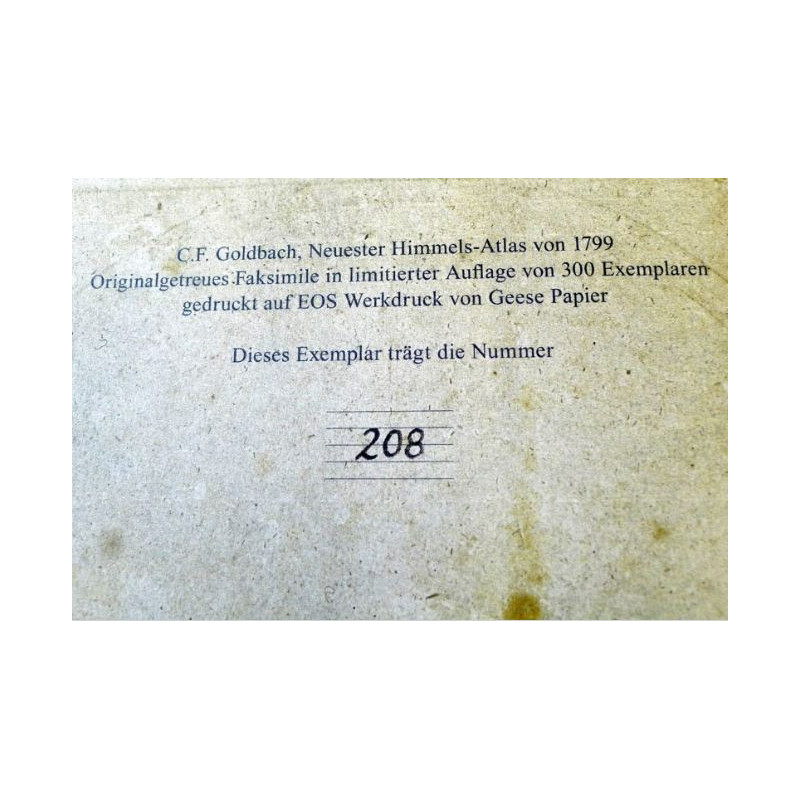 C.F. Goldbach, Neuester Himmels-Atlas von 1799
Originalgetreues Faksimile in limitierter Auflage von 300 Exemplaren
gedruckt auf EOS Werkdruck von Geese Papier
Dieses Exemplar trägt die Nummer
208